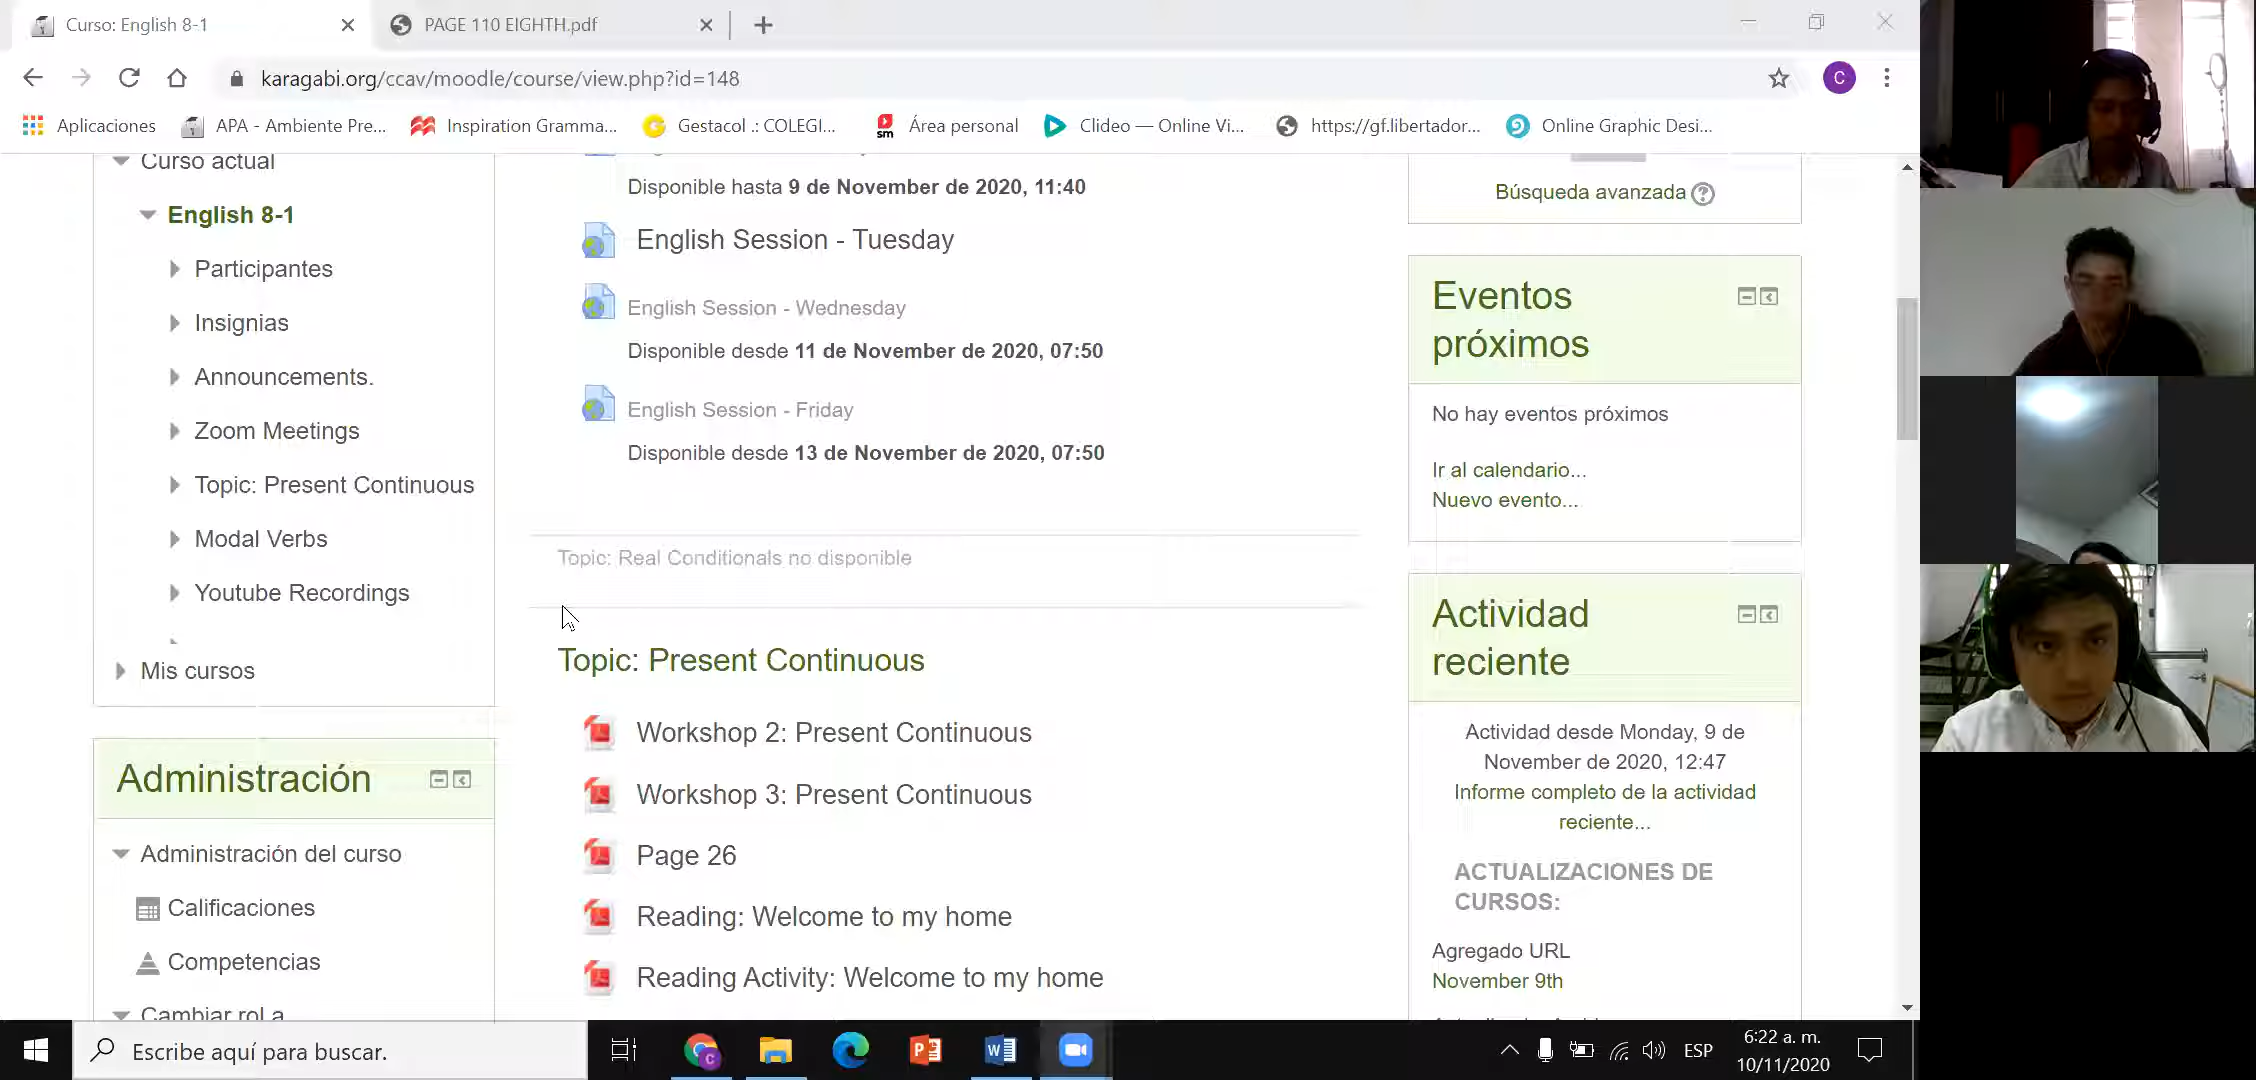 Curso: English 8-1
PAGE 110 EIGHTH.pdf
karagabi.org/ccav/moodle/course/view.php?id=148
C
Aplicaciones
APA - Ambiente Pre...
Inspiration Gramma...
Gestacol .: COLEGI...
sm
Área personal
Clideo — Online Vi...
https://gf.libertador...
Online Graphic Desi...
Curso actual
English 8-1
Participantes
Insignias
Announcements.
Zoom Meetings
Topic: Present Continuous
Modal Verbs
Youtube Recordings
Mis cursos
Administración
Administración del curso
Calificaciones
Competencias
Cambiar rol a
Disponible hasta 9 de November de 2020, 11:40
English Session - Tuesday
English Session - Wednesday
Disponible desde 11 de November de 2020, 07:50
English Session - Friday
Disponible desde 13 de November de 2020, 07:50
Topic: Real Conditionals no disponible
Topic: Present Continuous
Workshop 2: Present Continuous
Workshop 3: Present Continuous
Page 26
Reading: Welcome to my home
Reading Activity: Welcome to my home
Búsqueda avanzada
Eventos
próximos
No hay eventos próximos
Ir al calendario...
Nuevo evento...
Actividad
reciente
Actividad desde Monday, 9 de
November de 2020, 12:47
Informe completo de la actividad
reciente...
ACTUALIZACIONES DE
CURSOS:
Agregado URL
November 9th
Escribe aquí para buscar.
ESP
6:22 a. m.
10/11/2020